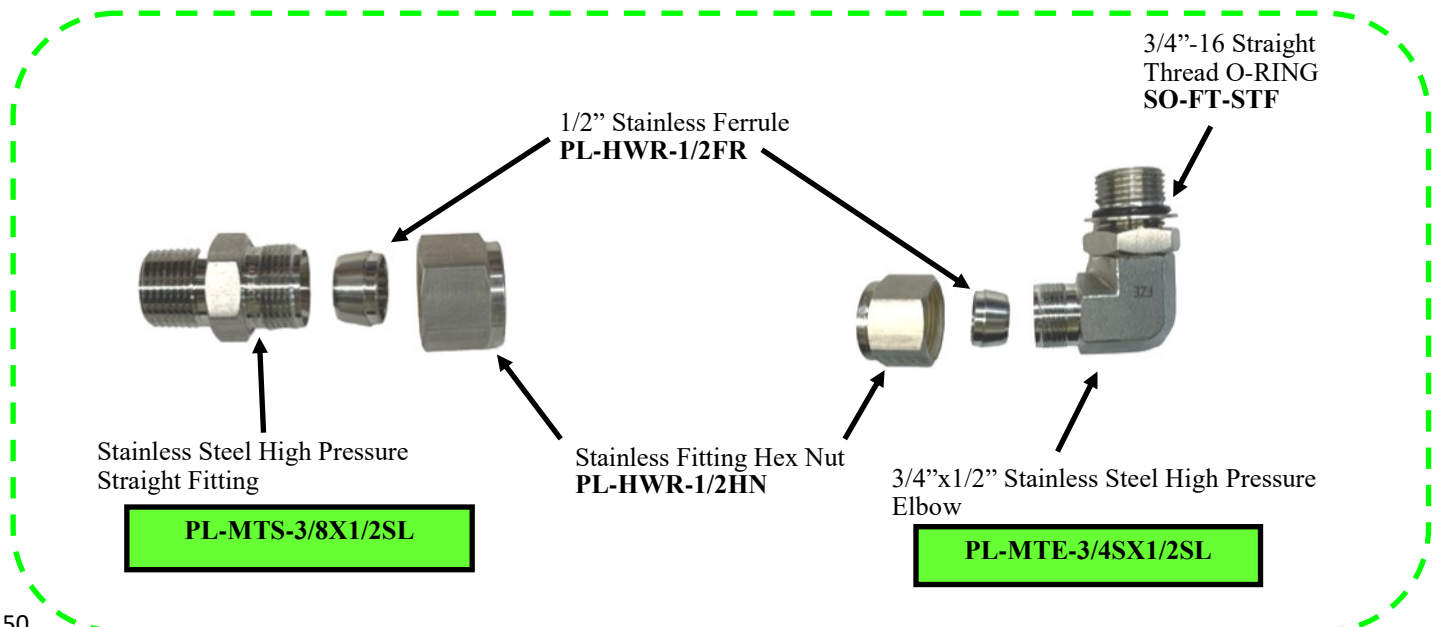 3/4”-16 Straight
Thread O-RING
SO-FT-STF
1/2” Stainless Ferrule
PL-HWR-1/2FR
FZE
Stainless Steel High Pressure
Straight Fitting
PL-MTS-3/8X1/2SL
Stainless Fitting Hex Nut
PL-HWR-1/2HN
3/4”x1/2” Stainless Steel High Pressure
Elbow
PL-MTE-3/4SX1/2SL
50